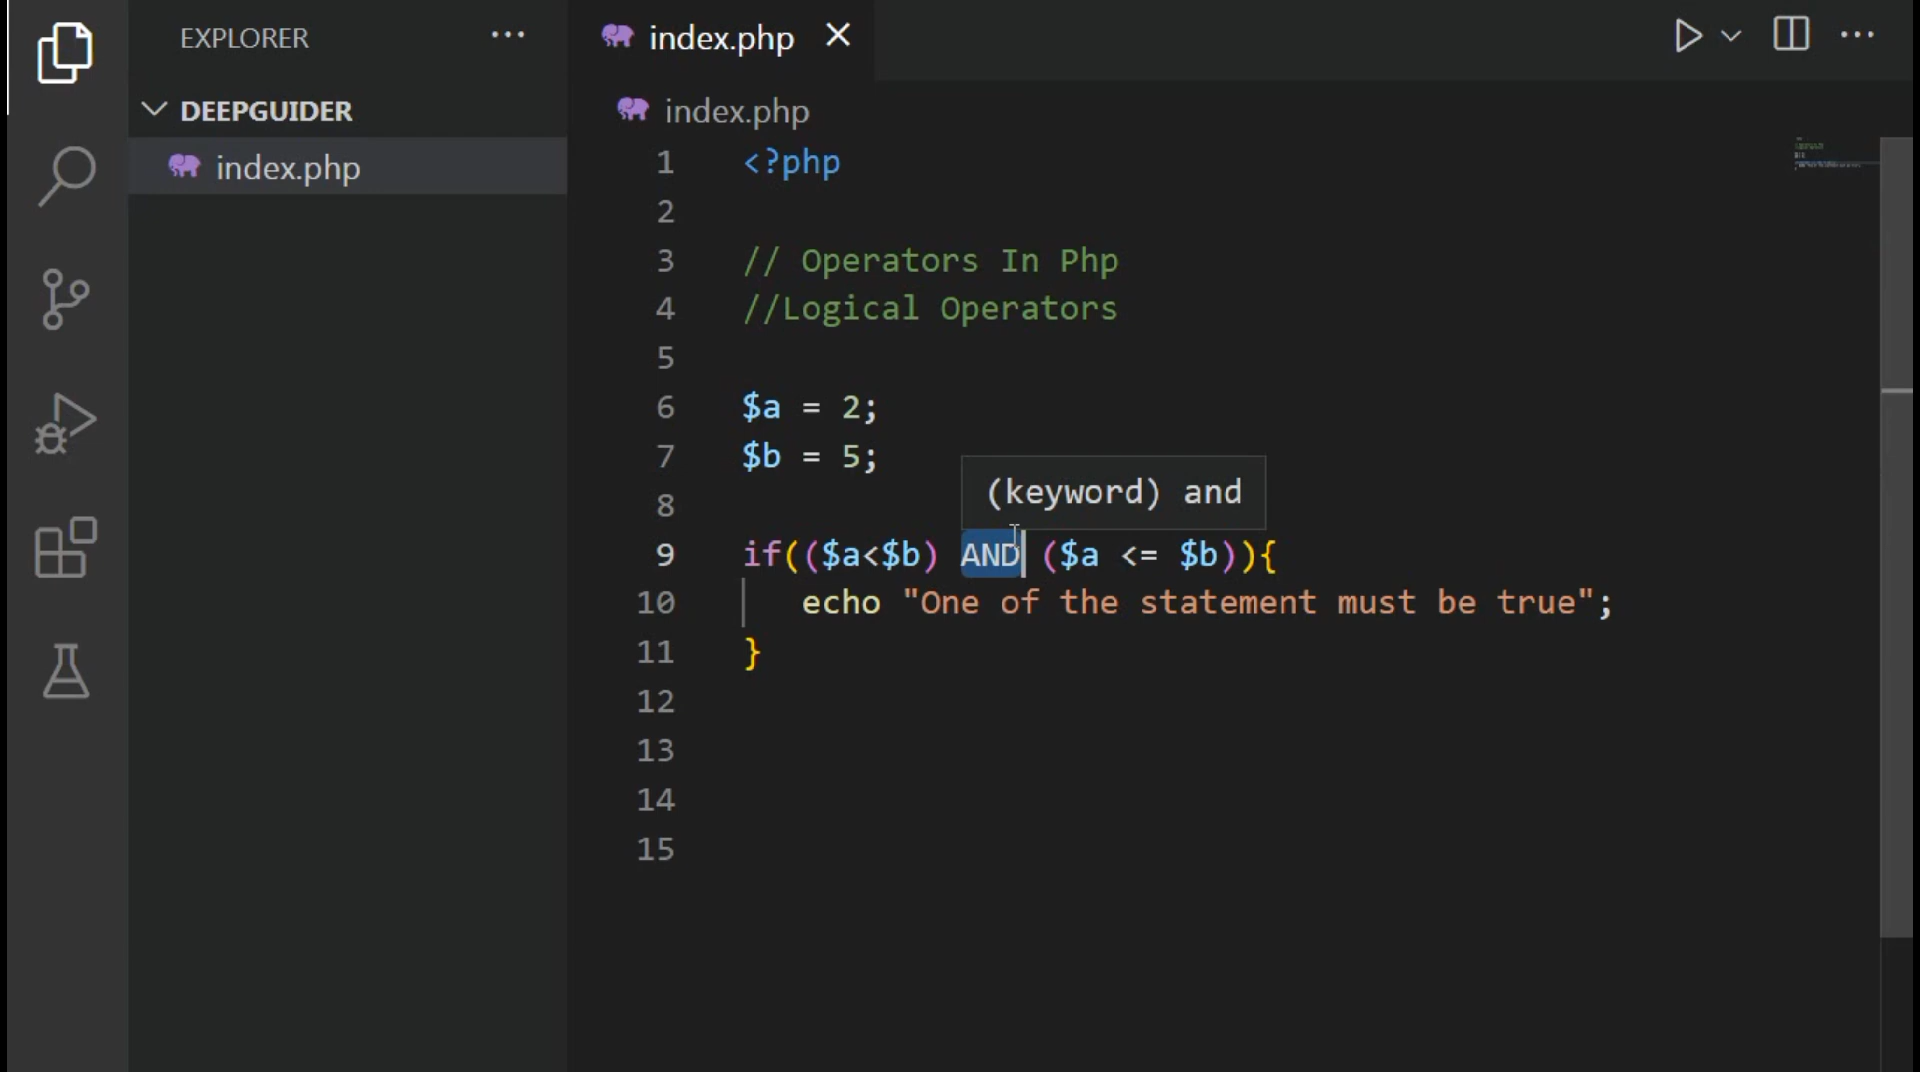 EXPLORER
DEEPGUIDER
index.php
index.php
index.php
1 <?php
2
3 // Operators In Php
4 //Logical Operators
5
6 $a = 2;
7 $b = 5;
(keyword) and
8
9 if(($a<$b) AND ($a <= $b)){
10 echo "One of the statement must be true";
11 }
12
13
14
15